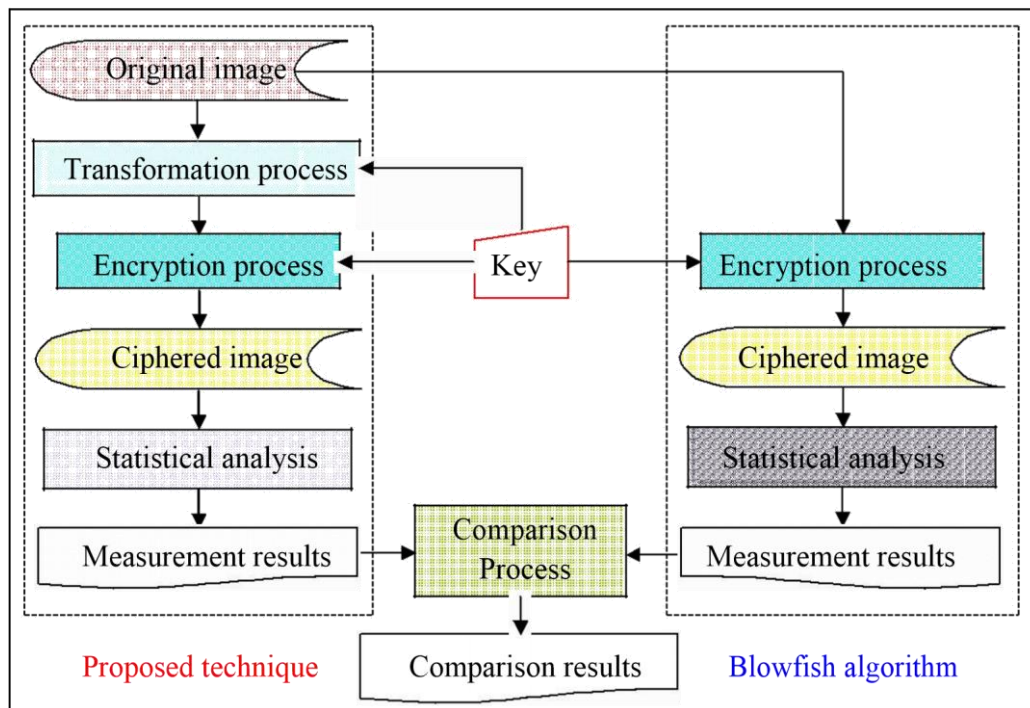 Original image
Transformation process
Encryption process
Key
Encryption process
Ciphered image
Ciphered image
Statistical analysis
Statistical analysis
Measurement results
Comparison
Process
Measurement results
Proposed technique
Comparison results
Blowfish algorithm